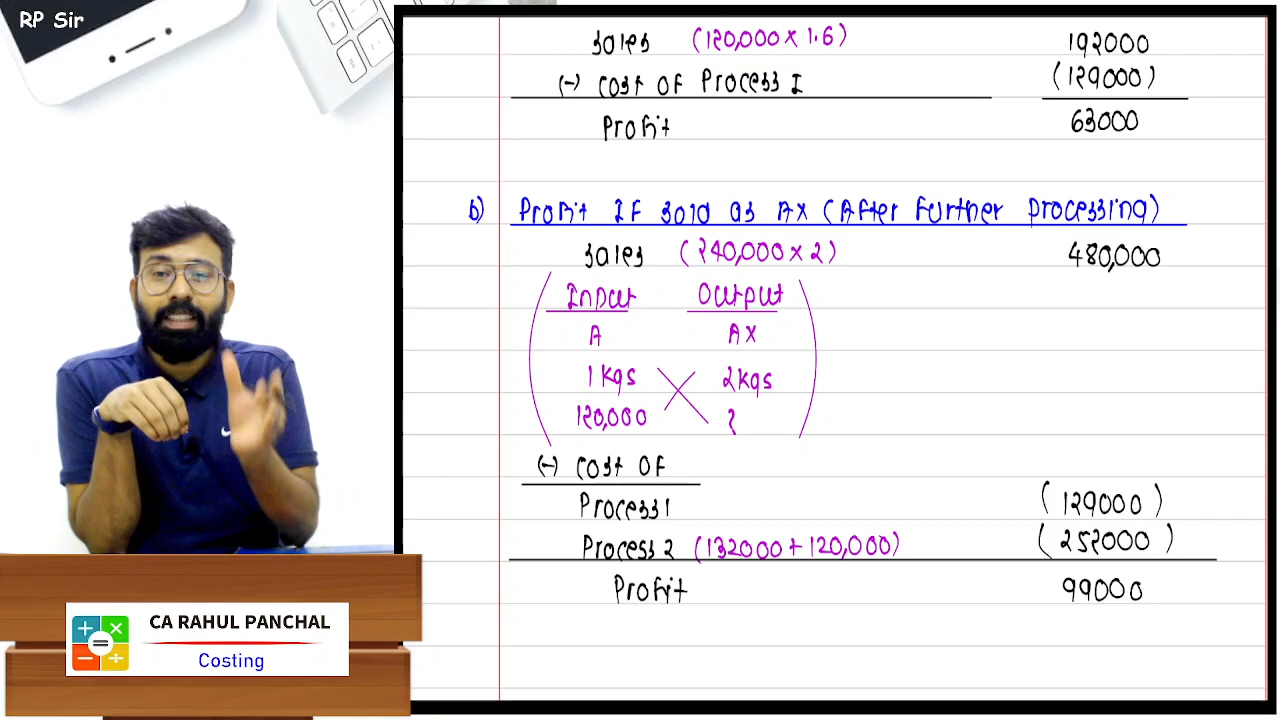 RP Sir
Sales (120,000 x 1.6) 192000
(-) Cost of Process I (129000)
Profit 63000
b) Profit If Sold as AX (After Further Processing)
Sales (240,000 x 2) 480,000
Input Output
A AX
1 Kgs 2 Kgs
120,000 ?
(-) Cost of
Process 1 (129000)
Process 2 (132000 + 120,000) (252000)
Profit 99000
CA RAHUL PANCHAL
Costing